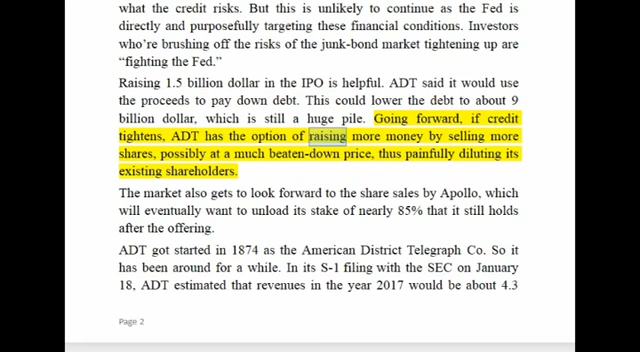 what the credit risks. But this is unlikely to continue as the Fed is
directly and purposefully targeting these financial conditions. Investors
who're brushing off the risks of the junk-bond market tightening up are
“fighting the Fed.”
Raising 1.5 billion dollar in the IPO is helpful. ADT said it would use
the proceeds to pay down debt. This could lower the debt to about 9
billion dollar, which is still a huge pile. Going forward, if credit
tightens, ADT has the option of raising more money by selling more
shares, possibly at a much beaten-down price, thus painfully diluting its
existing shareholders.
The market also gets to look forward to the share sales by Apollo, which
will eventually want to unload its stake of nearly 85% that it still holds
after the offering.
ADT got started in 1874 as the American District Telegraph Co. So it
has been around for a while. In its S-1 filing with the SEC on January
18, ADT estimated that revenues in the year 2017 would be about 4.3
Page 2